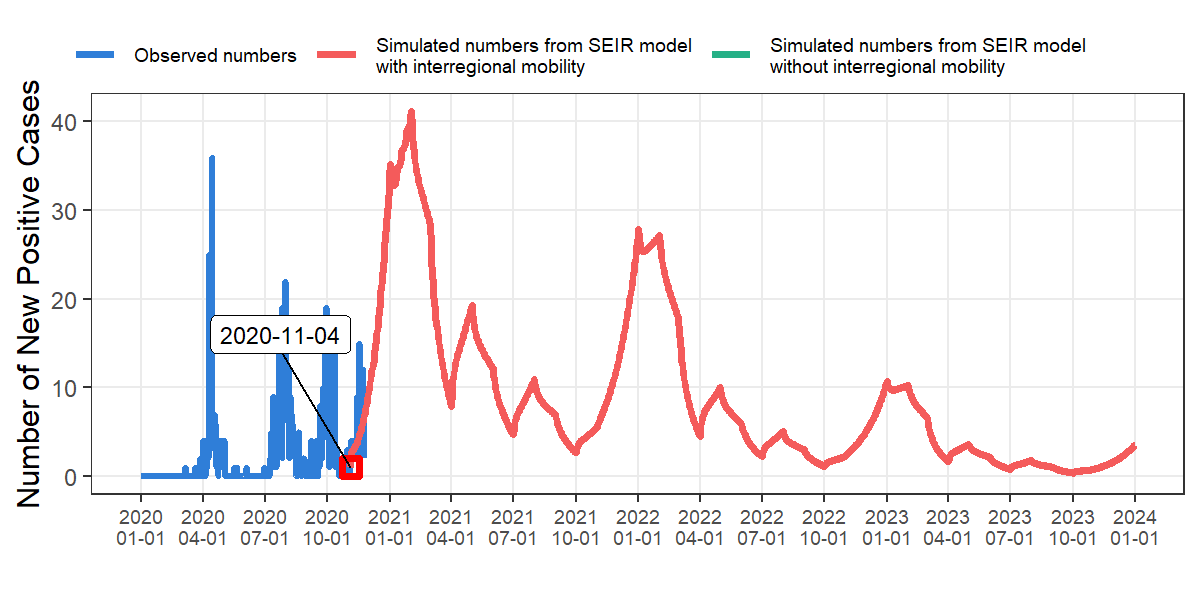 Observed numbers
Simulated numbers from SEIR model
with interregional mobility
Simulated numbers from SEIR model
without interregional mobility
Number of New Positive Cases
40
30
20
10
0
2020-11-04
2020 2020 2020 2020 2021 2021 2021 2021 2022 2022 2022 2022 2023 2023 2023 2023 2024
01-01 04-01 07-01 10-01 01-01 04-01 07-01 10-01 01-01 04-01 07-01 10-01 01-01 04-01 07-01 10-01 01-01